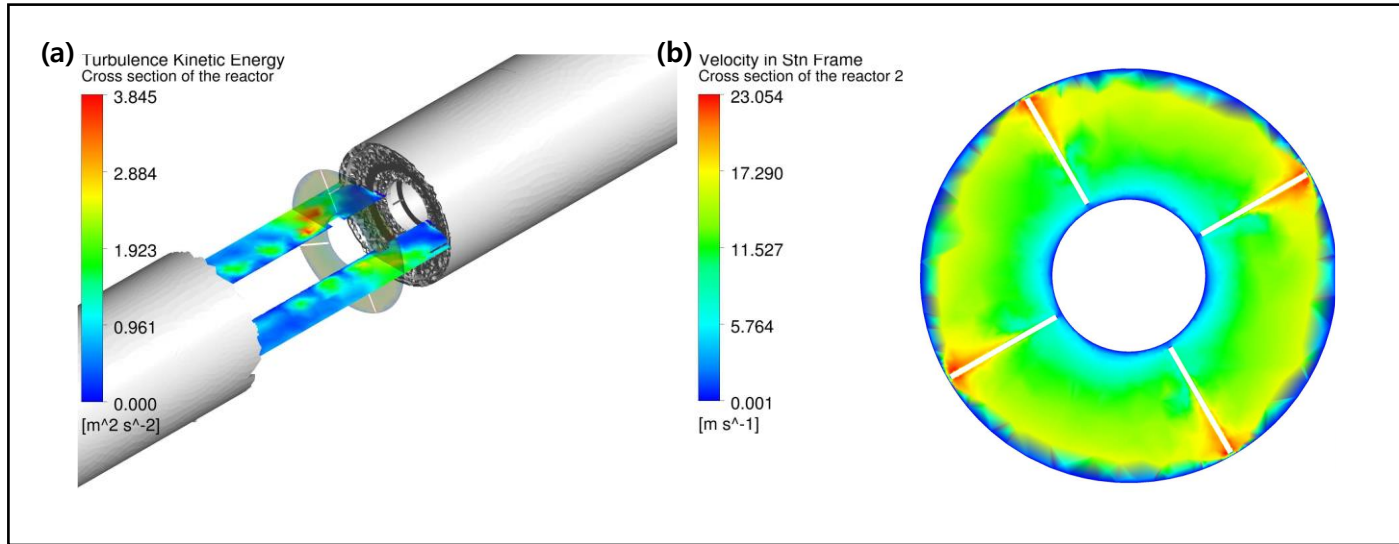 (a)
Turbulence Kinetic Energy
Cross section of the reactor
3.845
2.884
1.923
0.961
0.000
[m^2 s^-2]
(b)
Velocity in Stn Frame
Cross section of the reactor 2
23.054
17.290
11.527
5.764
0.001
[m s^-1]